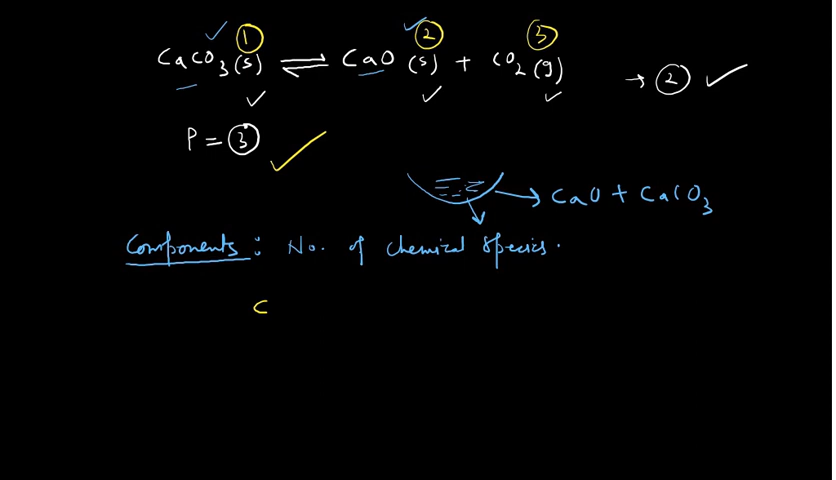 ① ② ③
CaCO₃(s) ⇌ CaO(s) + CO₂(g) → ②
P = ③
→ CaO + CaCO₃
Components : No. of chemical species.
C